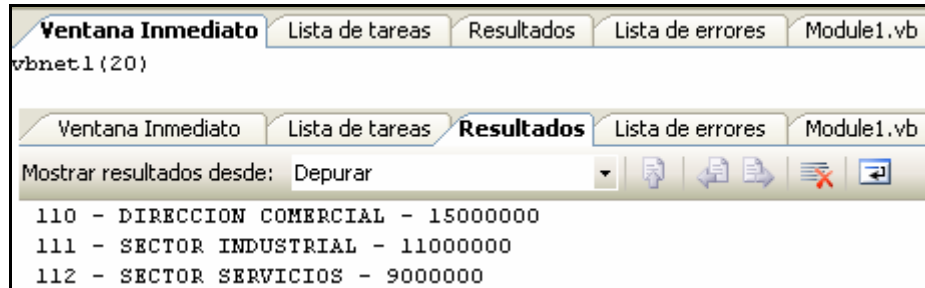 Ventana Inmediato Lista de tareas Resultados Lista de errores Module1.vb
vbnet1(20)
Ventana Inmediato Lista de tareas Resultados Lista de errores Module1.vb
Mostrar resultados desde: Depurar
110 - DIRECCION COMERCIAL - 15000000
111 - SECTOR INDUSTRIAL - 11000000
112 - SECTOR SERVICIOS - 9000000